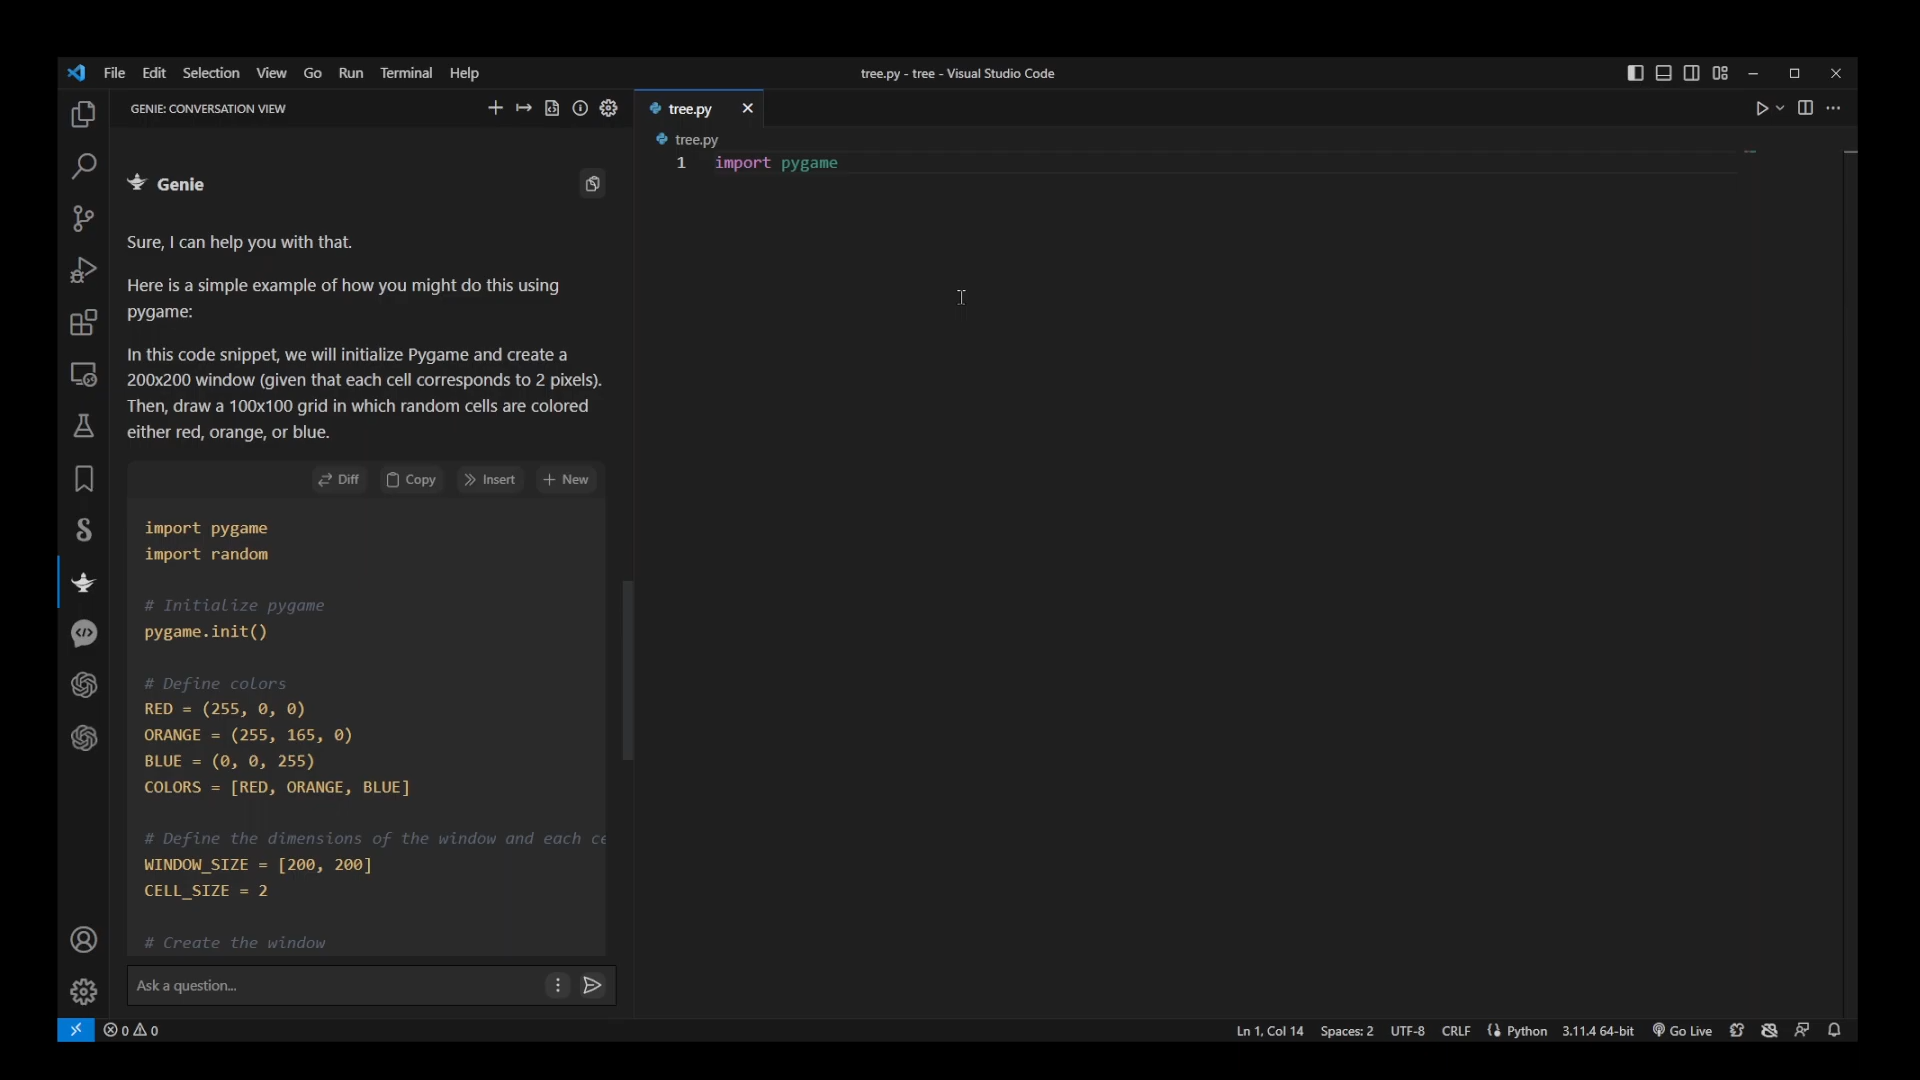 File Edit Selection View Go Run Terminal Help
tree.py - tree - Visual Studio Code
GENIE: CONVERSATION VIEW
tree.py
tree.py
1 import pygame
Genie
Sure, I can help you with that.
Here is a simple example of how you might do this using
pygame:
In this code snippet, we will initialize Pygame and create a
200x200 window (given that each cell corresponds to 2 pixels).
Then, draw a 100x100 grid in which random cells are colored
either red, orange, or blue.
Diff Copy Insert New
import pygame
import random
# Initialize pygame
pygame.init()
# Define colors
RED = (255, 0, 0)
ORANGE = (255, 165, 0)
BLUE = (0, 0, 255)
COLORS = [RED, ORANGE, BLUE]
# Define the dimensions of the window and each ce
WINDOW_SIZE = [200, 200]
CELL_SIZE = 2
# Create the window
Ask a question...
0 0
Ln 1, Col 14 Spaces: 2 UTF-8 CRLF Python 3.11.4 64-bit Go Live